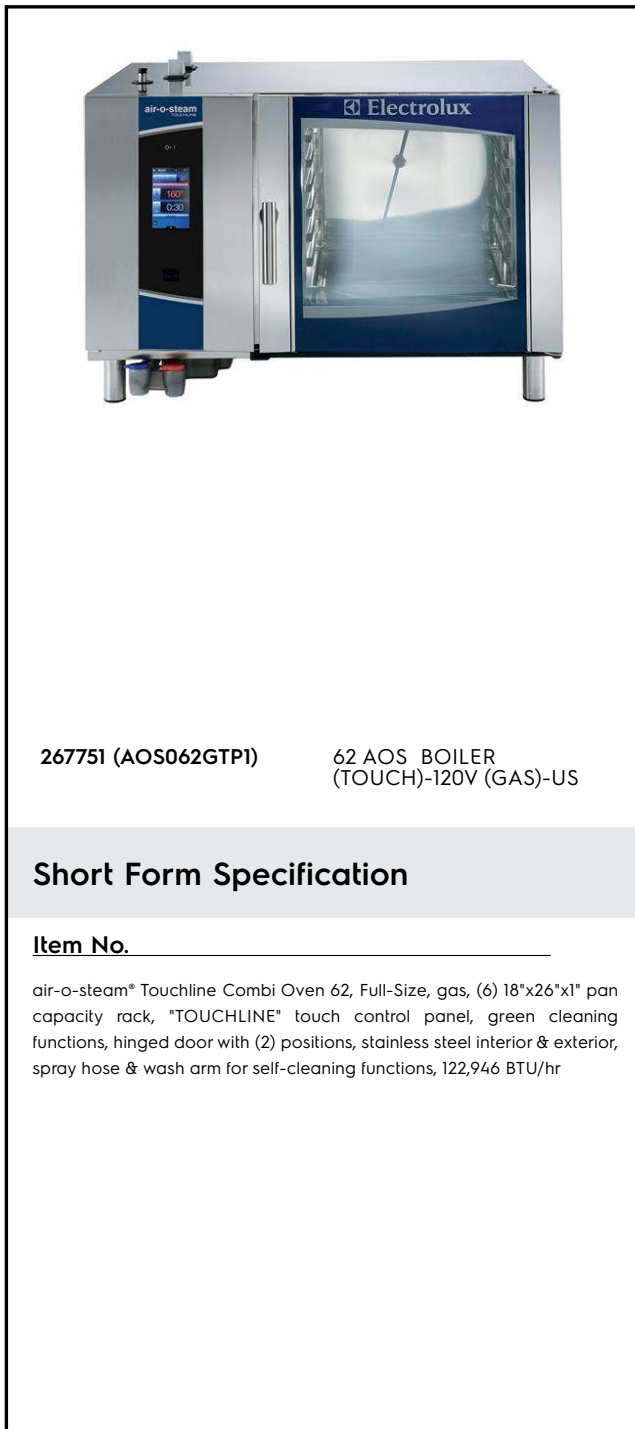 air-o-steam
TOUCHLINE
Electrolux
160°
0:30
267751 (AOS062GTP1)
62 AOS BOILER
(TOUCH)-120V (GAS)-US
Short Form Specification
Item No.
air-o-steam® Touchline Combi Oven 62, Full-Size, gas, (6) 18"x26"x1" pan
capacity rack, "TOUCHLINE" touch control panel, green cleaning
functions, hinged door with (2) positions, stainless steel interior & exterior,
spray hose & wash arm for self-cleaning functions, 122,946 BTU/hr